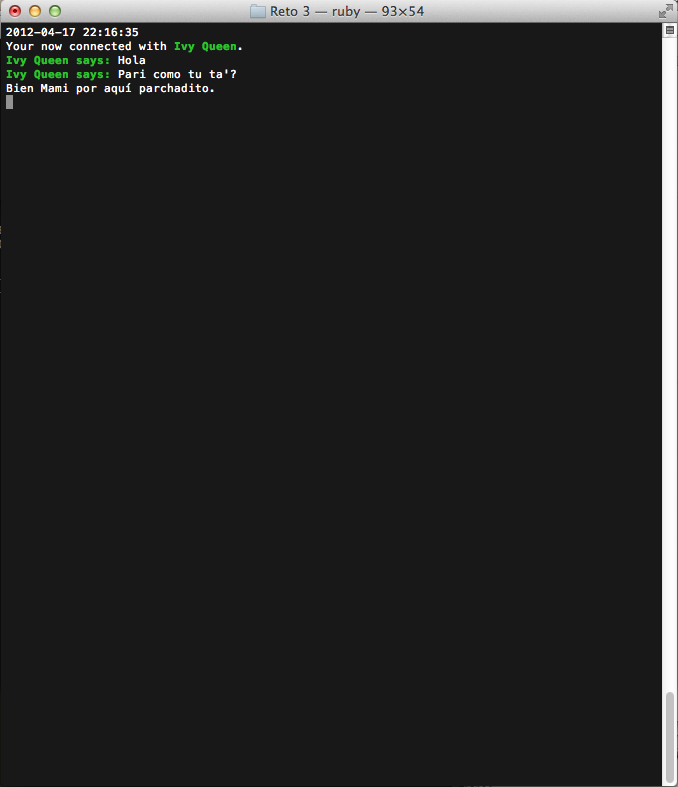 Reto 3 — ruby — 93×54
2012-04-17 22:16:35
Your now connected with Ivy Queen.
Ivy Queen says: Hola
Ivy Queen says: Pari como tu ta'?
Bien Mami por aquí parchadito.